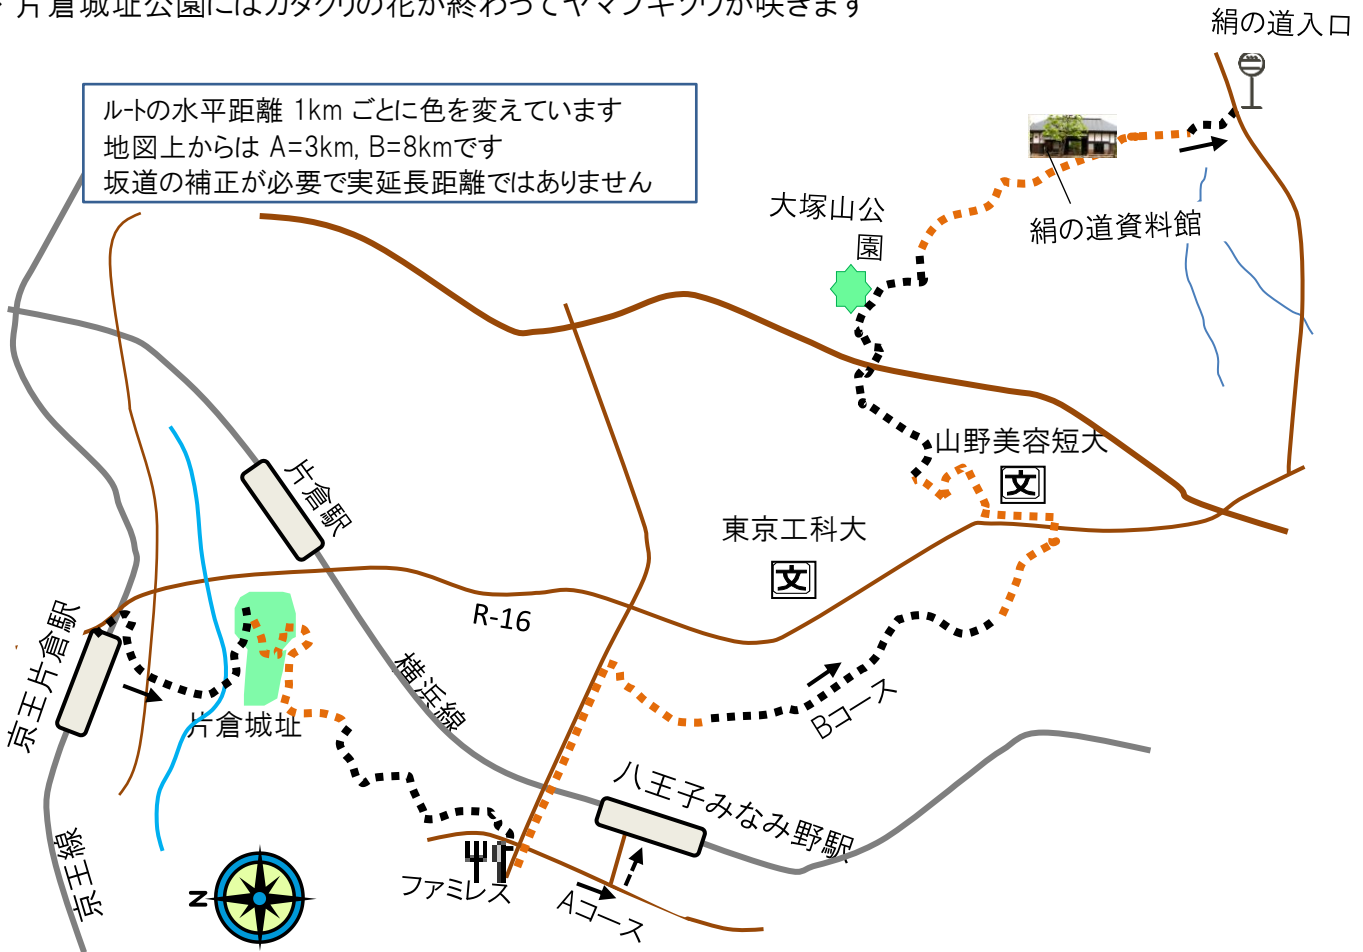 片倉城址公園にはカタクリの花が終わってヤマブキソウが咲きます
絹の道入口
ルートの水平距離 1km ごとに色を変えています
地図上からは A=3km, B=8kmです
坂道の補正が必要で実延長距離ではありません
大塚山公
園
絹の道資料館
山野美容短大
文
片倉駅
東京工科大
文
R-16
京王片倉駅
横浜線
片倉城址
Bコース
八王子みなみ野駅
京王線
ファミレス
Aコース
N